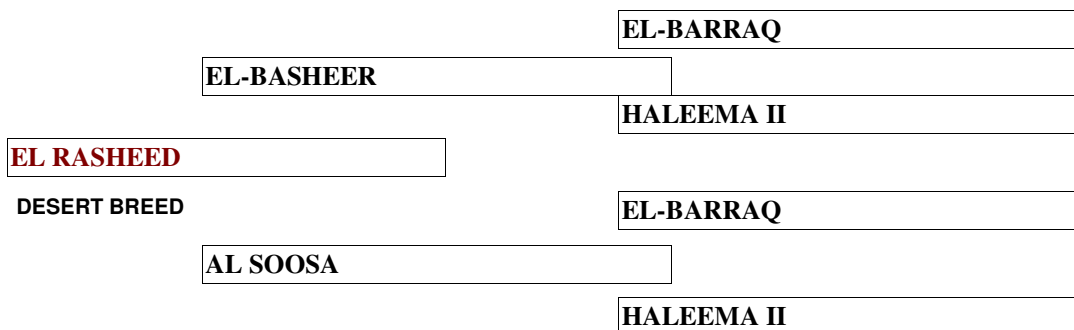 EL-BARRAQ
EL-BASHEER
HALEEMA II
EL RASHEED
DESERT BREED
EL-BARRAQ
AL SOOSA
HALEEMA II